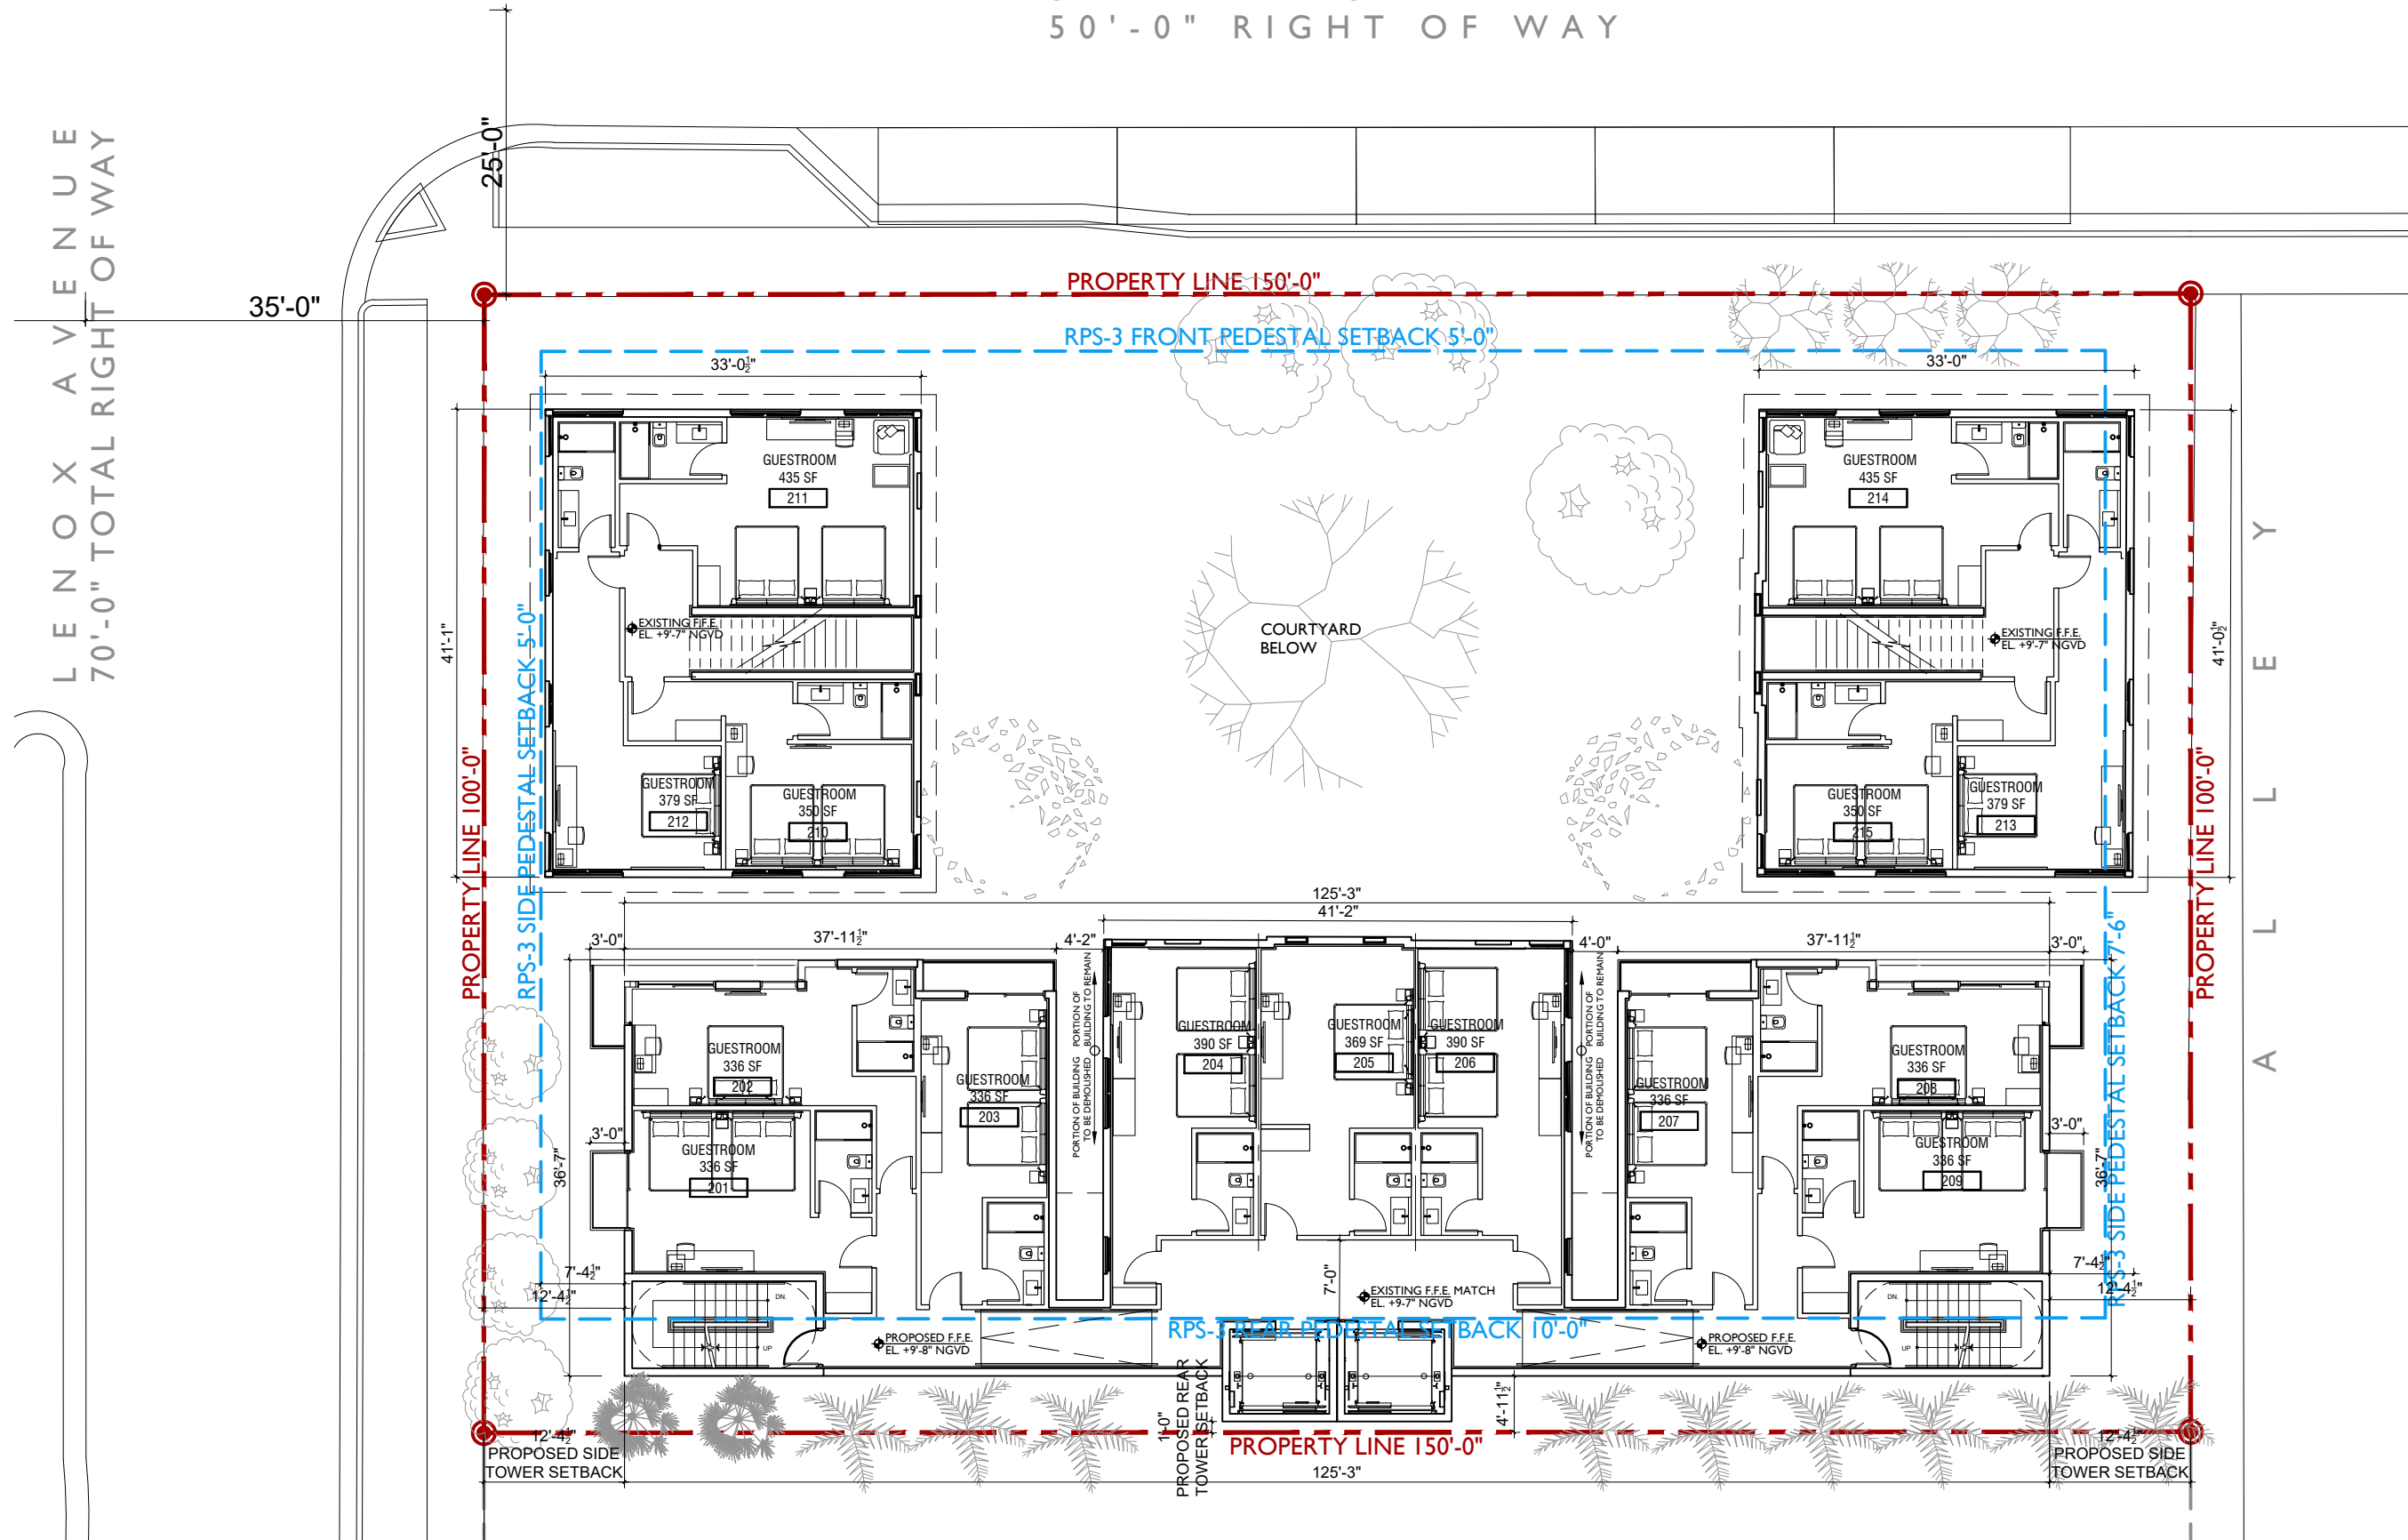 50'-0" RIGHT OF WAY
LENOX AVENUE
70'-0" TOTAL RIGHT OF WAY
25'-0"
35'-0"
PROPERTY LINE 150'-0"
RPS-3 FRONT PEDESTAL SETBACK 5'-0"
33'-0½"
33'-0"
41'-1"
41'-0½"
GUESTROOM
435 SF
211
GUESTROOM
435 SF
214
EXISTING F.F.E.
EL. +9'-7" NGVD
COURTYARD
BELOW
EXISTING F.F.E.
EL. +9'-7" NGVD
ALLEY
PROPERTY LINE 100'-0"
RPS-3 SIDE PEDESTAL SETBACK 5'-0"
GUESTROOM
379 SF
212
GUESTROOM
350 SF
210
GUESTROOM
350 SF
215
GUESTROOM
379 SF
213
PROPERTY LINE 100'-0"
RPS-3 SIDE PEDESTAL SETBACK 7'-6"
125'-3"
41'-2"
3'-0"
37'-11½"
4'-2"
4'-0"
37'-11½"
3'-0"
PORTION OF BUILDING TO REMAIN
PORTION OF BUILDING TO BE DEMOLISHED
PORTION OF BUILDING TO REMAIN
PORTION OF BUILDING TO BE DEMOLISHED
GUESTROOM
336 SF
202
GUESTROOM
336 SF
203
GUESTROOM
390 SF
204
GUESTROOM
369 SF
205
GUESTROOM
390 SF
206
GUESTROOM
336 SF
207
GUESTROOM
336 SF
208
3'-0"
36'-7"
GUESTROOM
336 SF
201
GUESTROOM
336 SF
209
3'-0"
36'-7"
7'-4½"
12'-4½"
7'-4½"
12'-4½"
DN.
UP
DN.
UP
7'-0"
EXISTING F.F.E. MATCH
EL. +9'-7" NGVD
RPS-3 REAR PEDESTAL SETBACK 10'-0"
PROPOSED F.F.E.
EL. +9'-8" NGVD
PROPOSED F.F.E.
EL. +9'-8" NGVD
1'-0"
PROPOSED REAR
TOWER SETBACK
4'-11½"
PROPERTY LINE 150'-0"
12'-4½"
PROPOSED SIDE
TOWER SETBACK
125'-3"
12'-4½"
PROPOSED SIDE
TOWER SETBACK